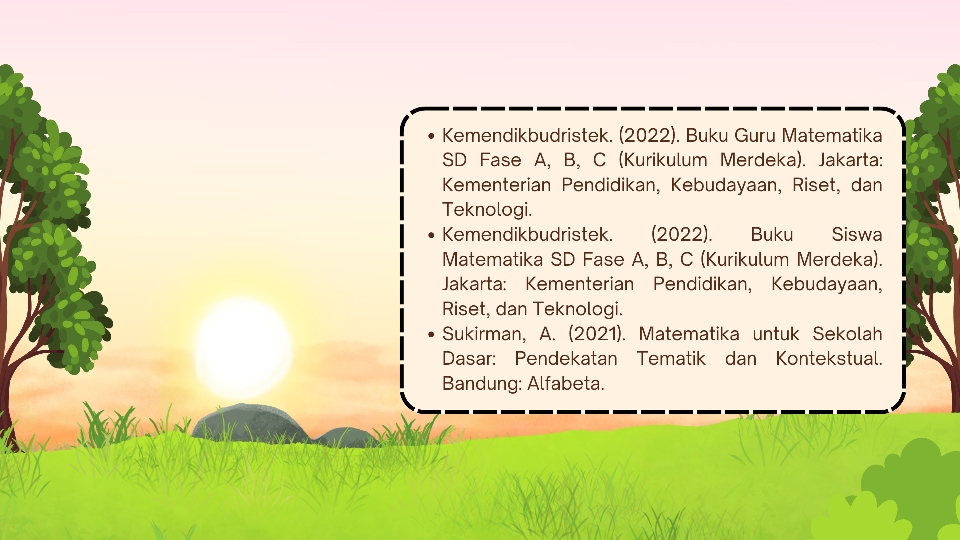 • Kemendikbudristek. (2022). Buku Guru Matematika
SD Fase A, B, C (Kurikulum Merdeka). Jakarta:
Kementerian Pendidikan, Kebudayaan, Riset, dan
Teknologi.
• Kemendikbudristek. (2022). Buku Siswa
Matematika SD Fase A, B, C (Kurikulum Merdeka).
Jakarta: Kementerian Pendidikan, Kebudayaan,
Riset, dan Teknologi.
• Sukirman, A. (2021). Matematika untuk Sekolah
Dasar: Pendekatan Tematik dan Kontekstual.
Bandung: Alfabeta.